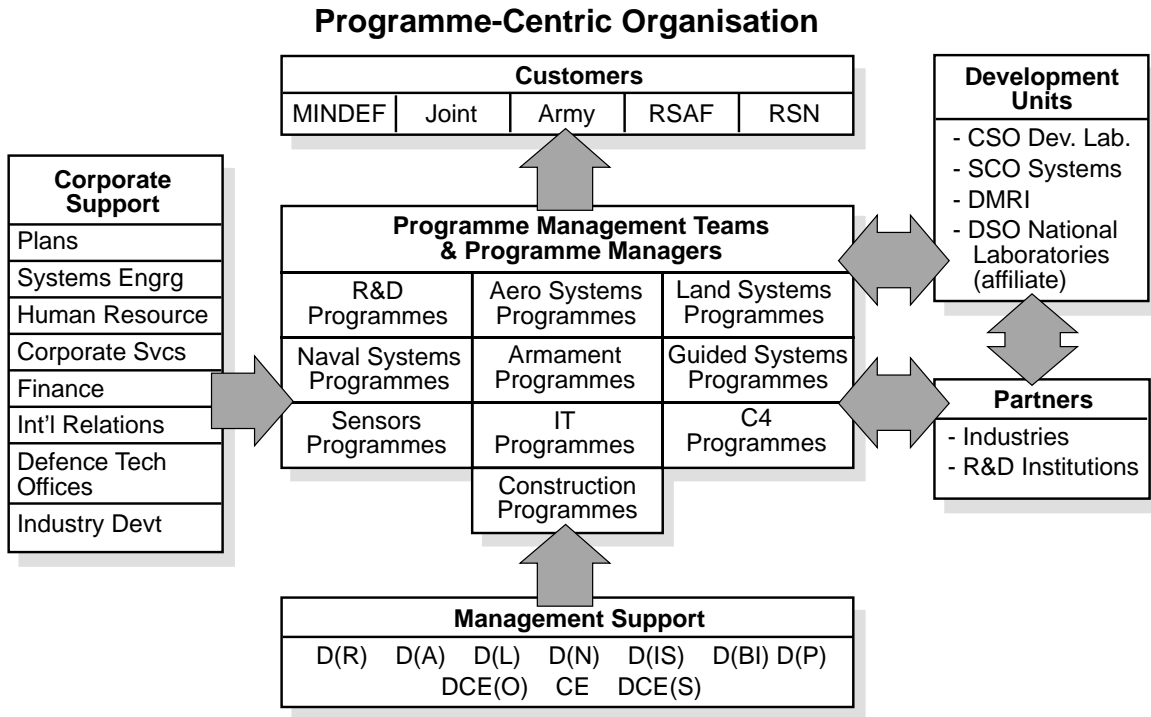 Programme-Centric Organisation
Customers
MINDEF Joint Army RSAF RSN
Development
Units
- CSO Dev. Lab.
- SCO Systems
- DMRI
- DSO National
Laboratories
(affiliate)
Corporate
Support
Plans
Systems Engrg
Human Resource
Corporate Svcs
Finance
Int'l Relations
Defence Tech
Offices
Industry Devt
Programme Management Teams
& Programme Managers
R&D
Programmes
Aero Systems
Programmes
Land Systems
Programmes
Naval Systems
Programmes
Armament
Programmes
Guided Systems
Programmes
Sensors
Programmes
IT
Programmes
C4
Programmes
Construction
Programmes
Partners
- Industries
- R&D Institutions
Management Support
D(R) D(A) D(L) D(N) D(IS) D(BI) D(P)
DCE(O) CE DCE(S)